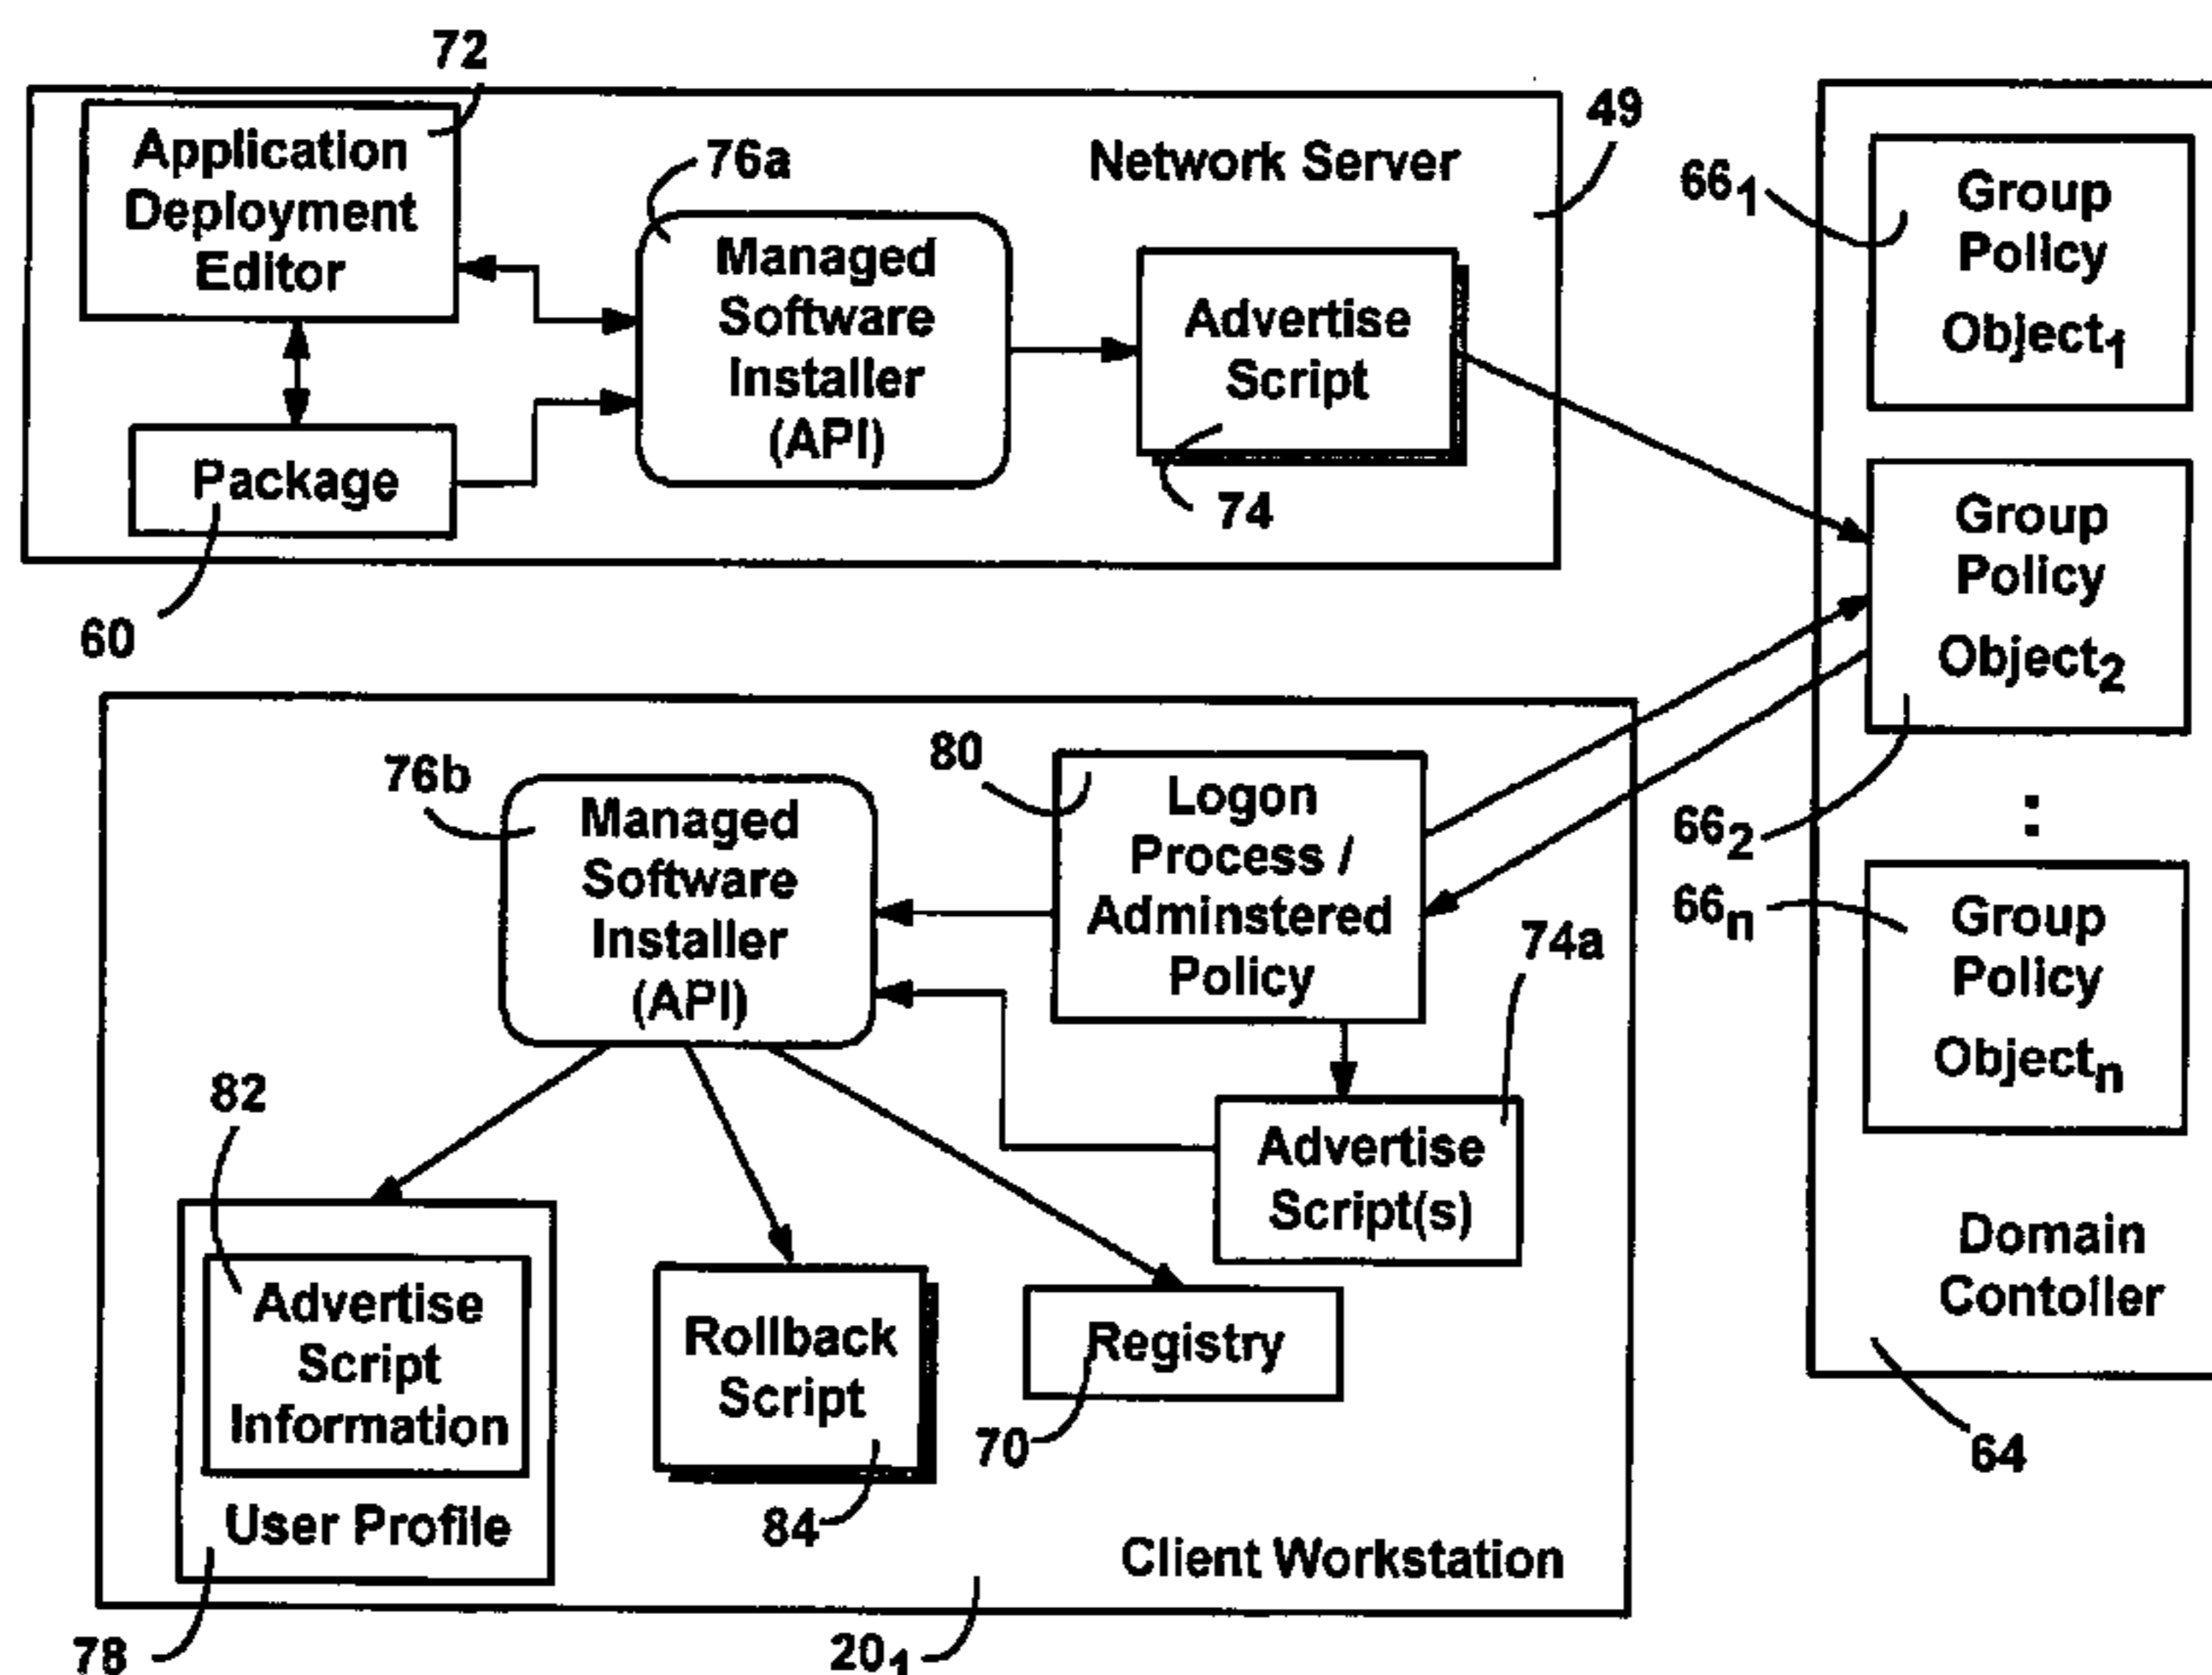 72
Application
Deployment
Editor
76a
Managed
Software
Installer
(API)
Network Server
49
Advertise
Script
74
Package
60
66₁
Group
Policy
Object₁
Group
Policy
Object₂
66₂
:
66ₙ
Group
Policy
Objectₙ
Domain
Contoller
64
76b
Managed
Software
Installer
(API)
80
Logon
Process /
Adminstered
Policy
74a
Advertise
Script(s)
82
Advertise
Script
Information
User Profile
78
Rollback
Script
84
Registry
70
Client Workstation
20₁